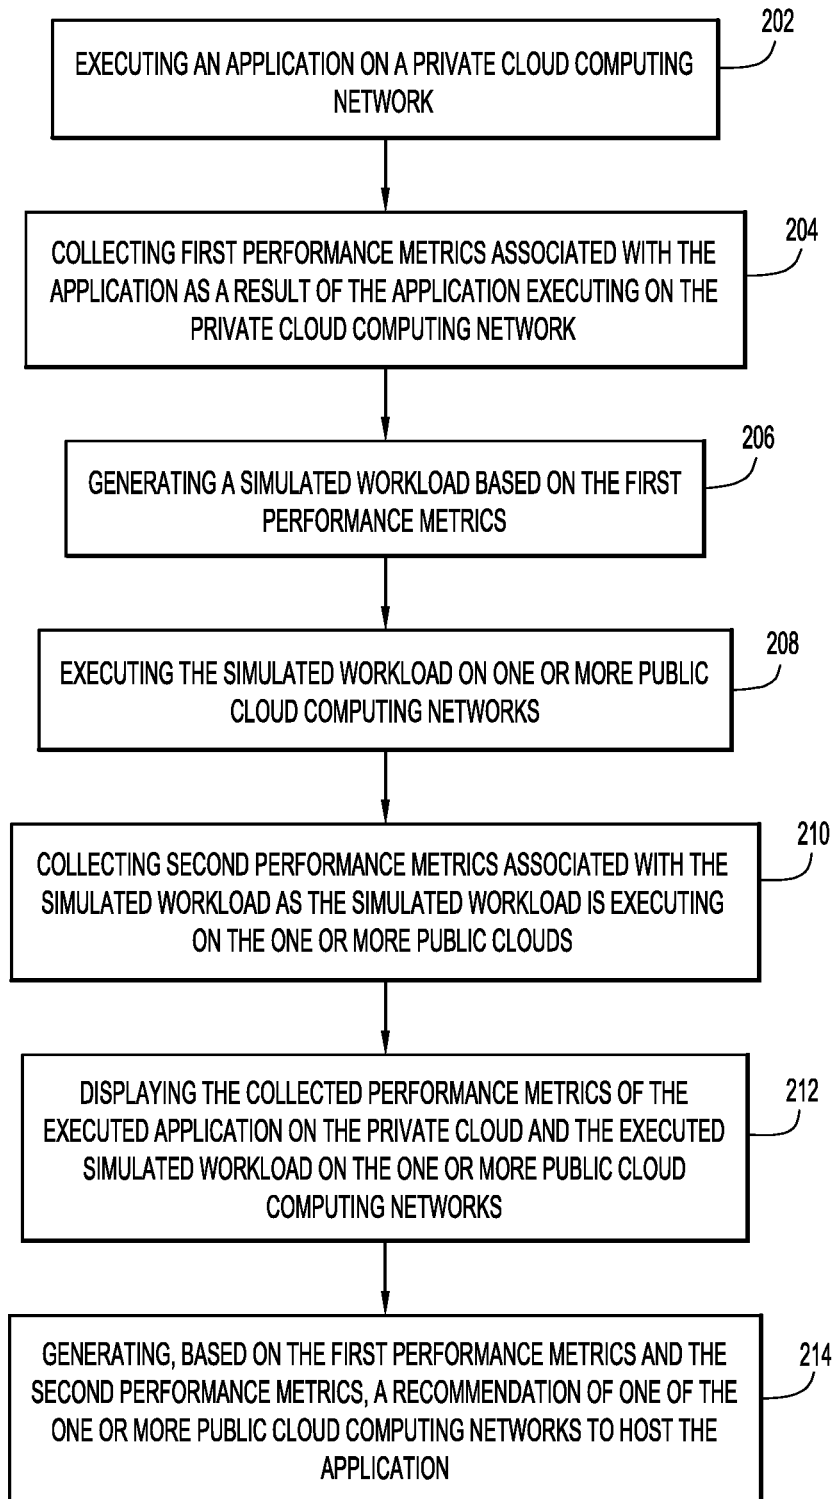 202
EXECUTING AN APPLICATION ON A PRIVATE CLOUD COMPUTING
NETWORK
204
COLLECTING FIRST PERFORMANCE METRICS ASSOCIATED WITH THE
APPLICATION AS A RESULT OF THE APPLICATION EXECUTING ON THE
PRIVATE CLOUD COMPUTING NETWORK
206
GENERATING A SIMULATED WORKLOAD BASED ON THE FIRST
PERFORMANCE METRICS
208
EXECUTING THE SIMULATED WORKLOAD ON ONE OR MORE PUBLIC
CLOUD COMPUTING NETWORKS
210
COLLECTING SECOND PERFORMANCE METRICS ASSOCIATED WITH THE
SIMULATED WORKLOAD AS THE SIMULATED WORKLOAD IS EXECUTING
ON THE ONE OR MORE PUBLIC CLOUDS
212
DISPLAYING THE COLLECTED PERFORMANCE METRICS OF THE
EXECUTED APPLICATION ON THE PRIVATE CLOUD AND THE EXECUTED
SIMULATED WORKLOAD ON THE ONE OR MORE PUBLIC CLOUD
COMPUTING NETWORKS
214
GENERATING, BASED ON THE FIRST PERFORMANCE METRICS AND THE
SECOND PERFORMANCE METRICS, A RECOMMENDATION OF ONE OF THE
ONE OR MORE PUBLIC CLOUD COMPUTING NETWORKS TO HOST THE
APPLICATION